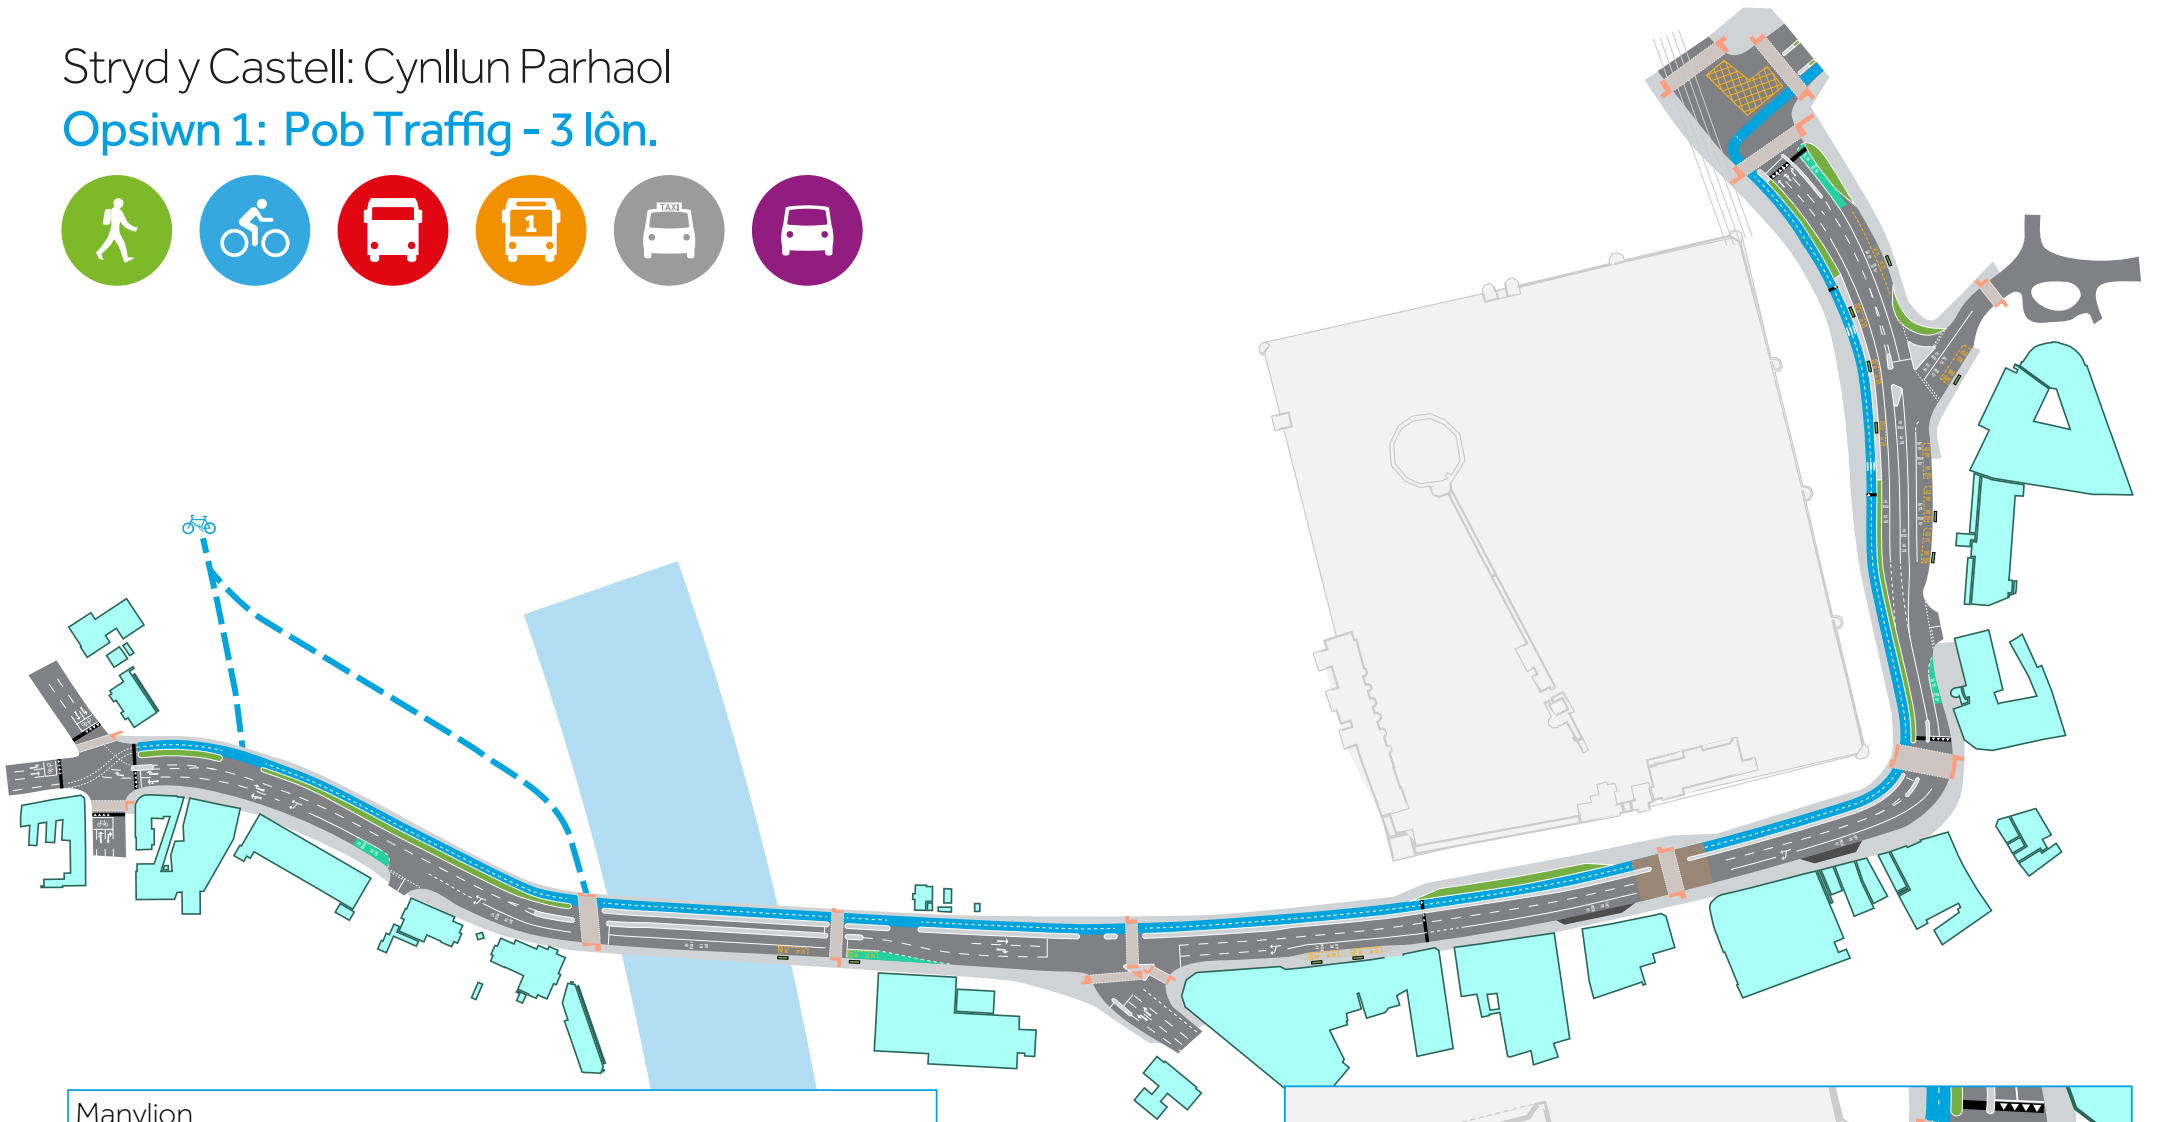 Stryd y Castell: Cynllun Parhaol
Opsiwn 1: Pob Traffig - 3 lôn.
1
TAXI
Manylion